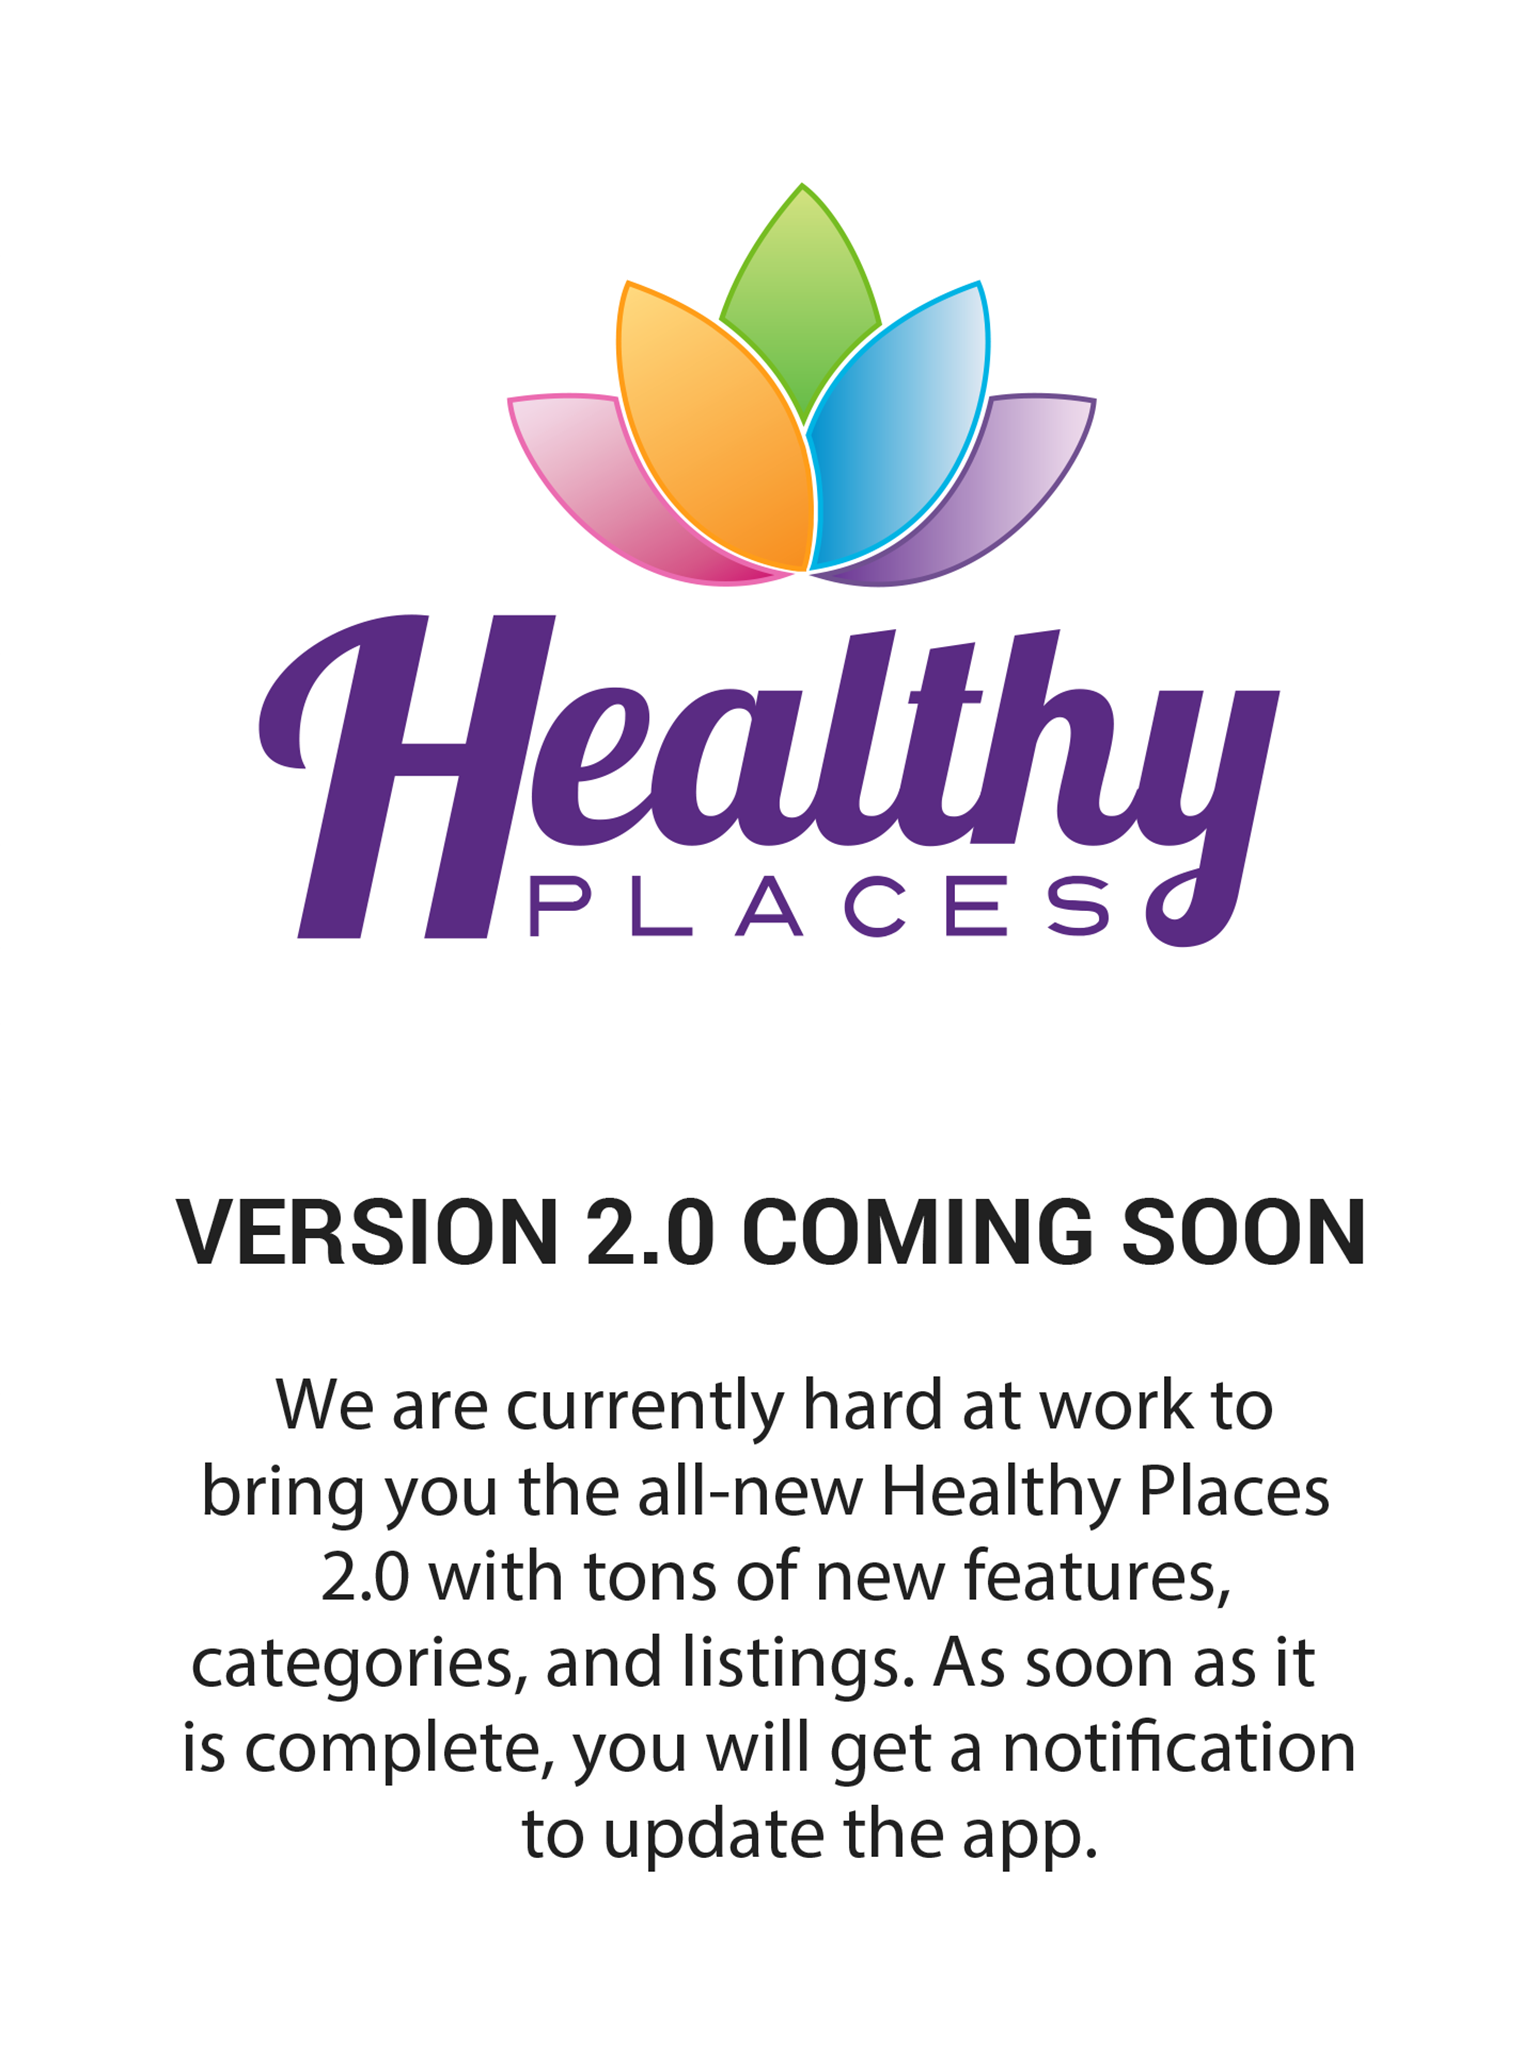 Healthy
PLACES
VERSION 2.0 COMING SOON
We are currently hard at work to
bring you the all-new Healthy Places
2.0 with tons of new features,
categories, and listings. As soon as it
is complete, you will get a notification
to update the app.